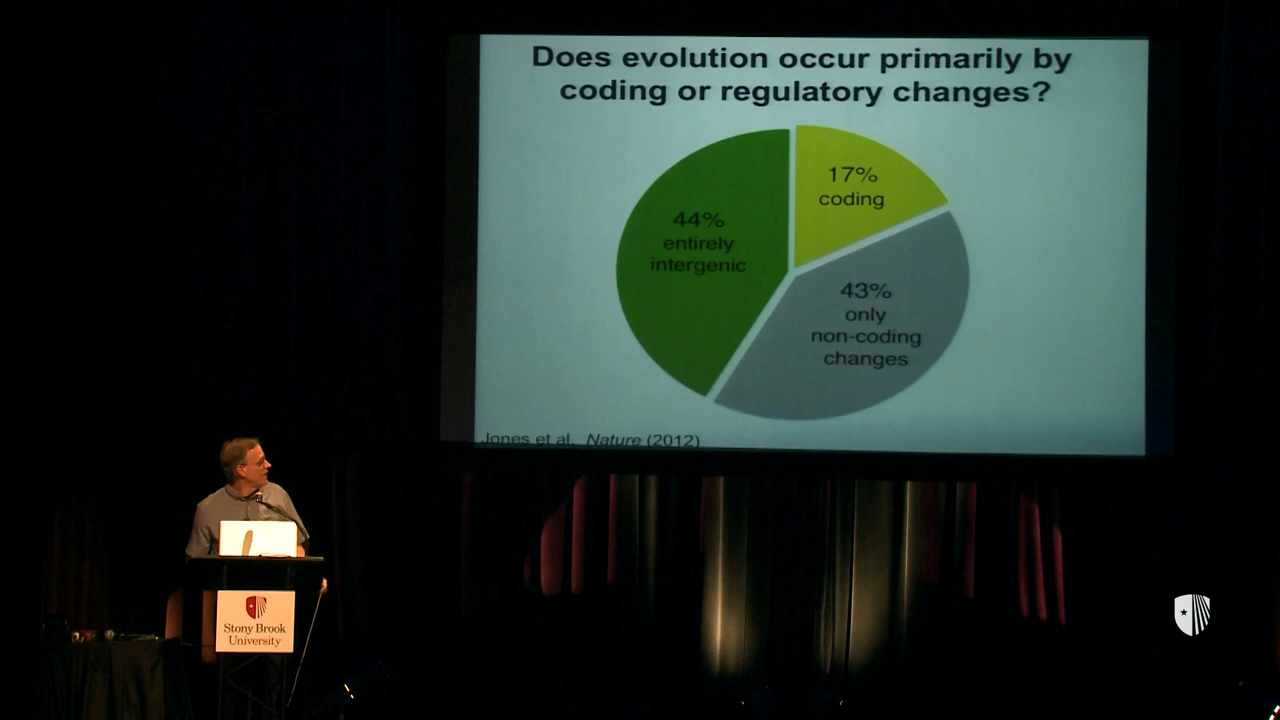 Does evolution occur primarily by
coding or regulatory changes?
17%
coding
44%
entirely
intergenic
43%
only
non-coding
changes
Jones et al. Nature (2012)
Stony Brook
University